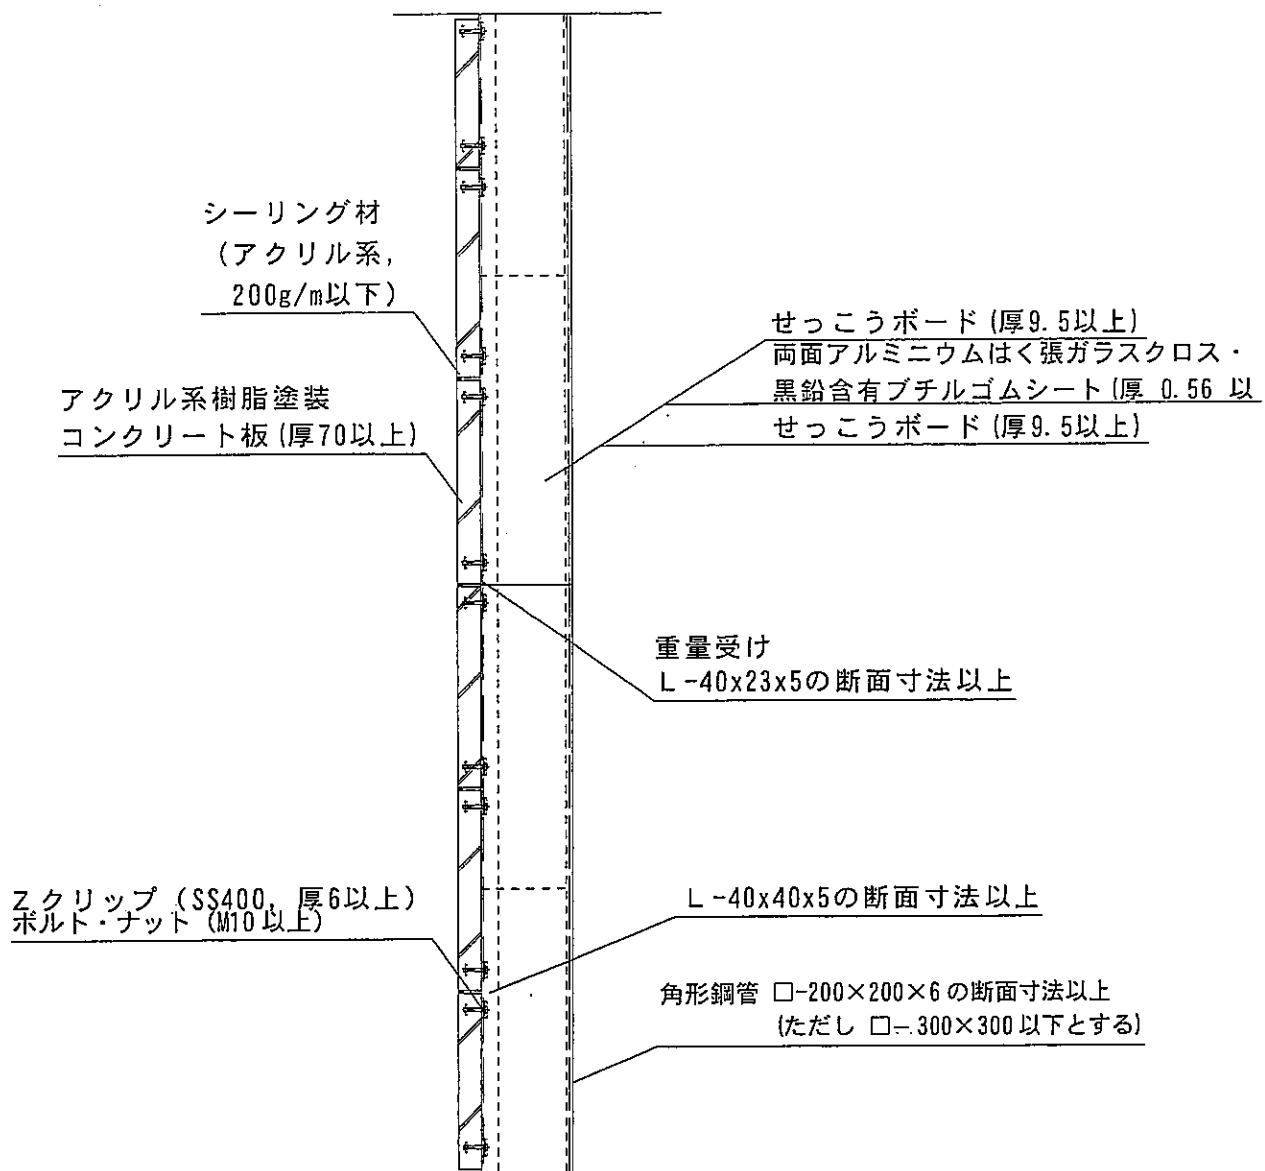 シーリング材
(アクリル系,
200g/m以下)
せっこうボード(厚9.5以上)
両面アルミニウムはく張ガラスクロス・
黒鉛含有ブチルゴムシート(厚 0.56 以
せっこうボード(厚9.5以上)
アクリル系樹脂塗装
コンクリート板(厚70以上)
重量受け
L-40x23x5の断面寸法以上
Zクリップ(SS400, 厚6以上)
ボルト・ナット(M10以上)
L-40x40x5の断面寸法以上
角形鋼管 □-200×200×6の断面寸法以上
(ただし □-300×300以下とする)